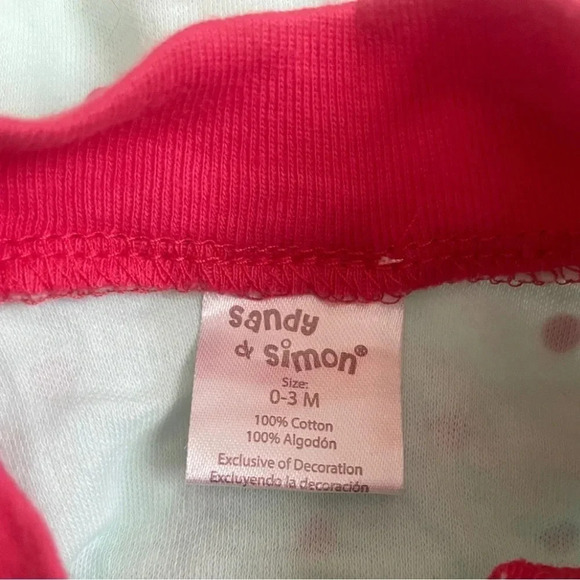 sandy
& simon®
Size:
0-3 M
100% Cotton
100% Algodón
Exclusive of Decoration
Excluyendo la decoración